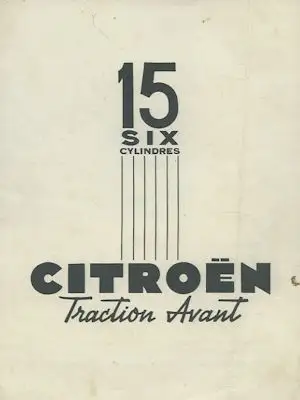 15
SIX
CYLINDRES
CITROËN
Traction Avant